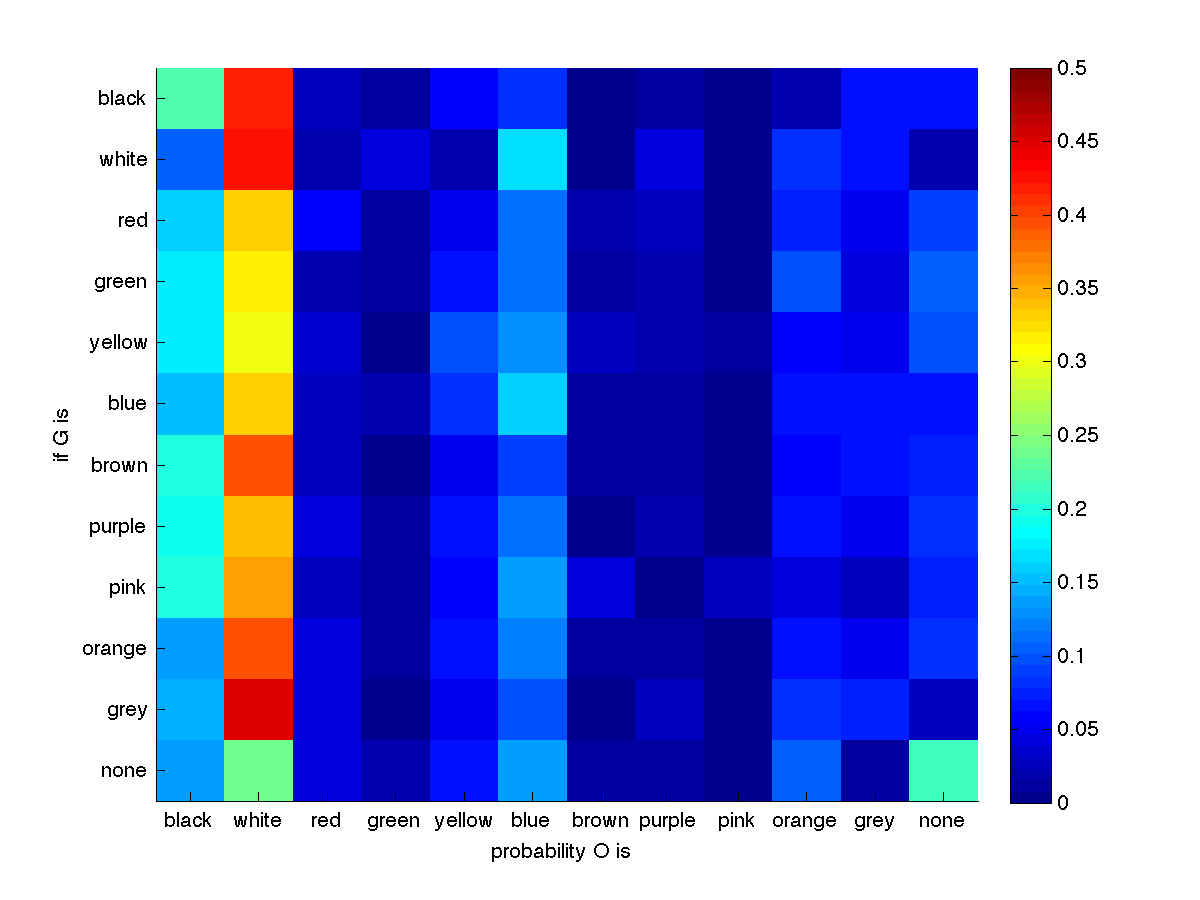 black
white
red
green
yellow
blue
brown
purple
pink
orange
grey
none
if G is
black white red green yellow blue brown purple pink orange grey none
probability O is
0.5
0.45
0.4
0.35
0.3
0.25
0.2
0.15
0.1
0.05
0